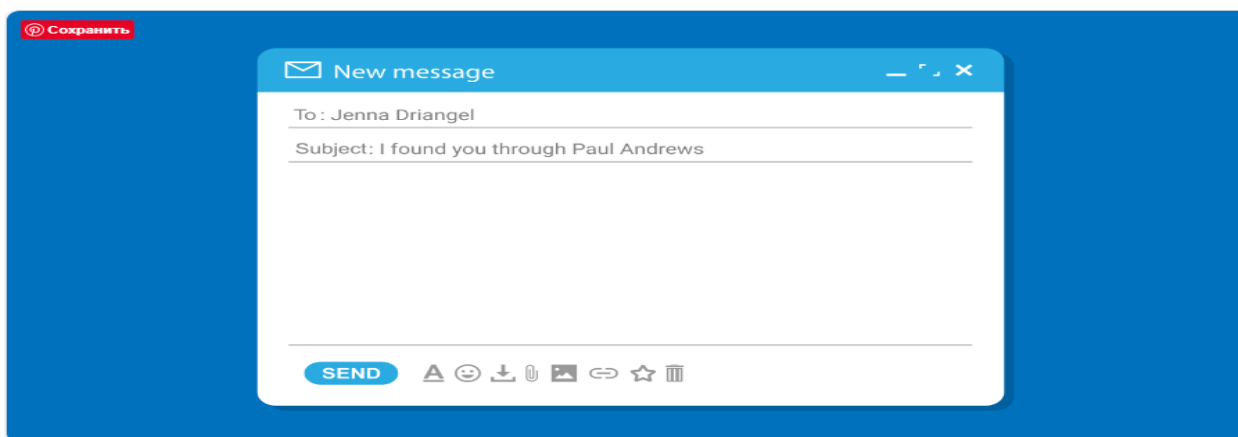 Сохранить
New message
To: Jenna Driangel
Subject: I found you through Paul Andrews
SEND A